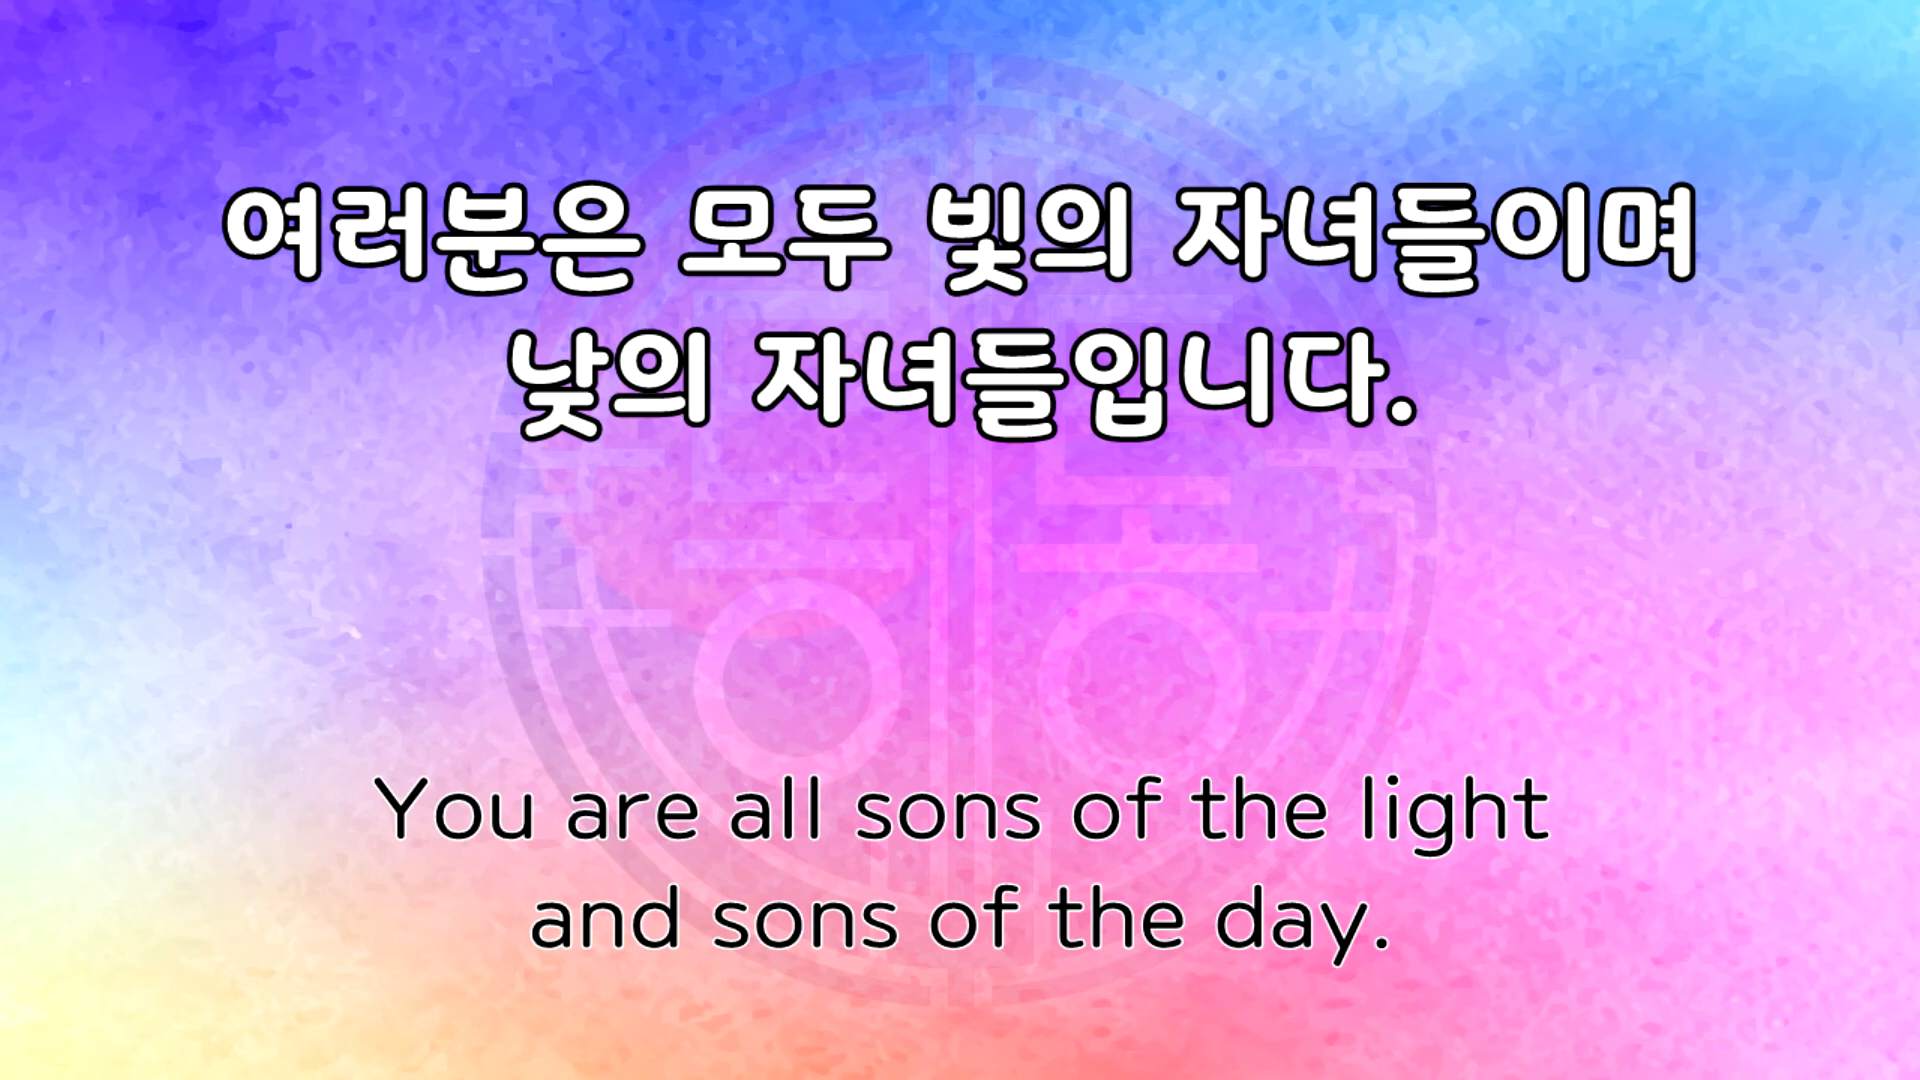 여러분은 모두 빛의 자녀들이며
낮의 자녀들입니다.
You are all sons of the light
and sons of the day.